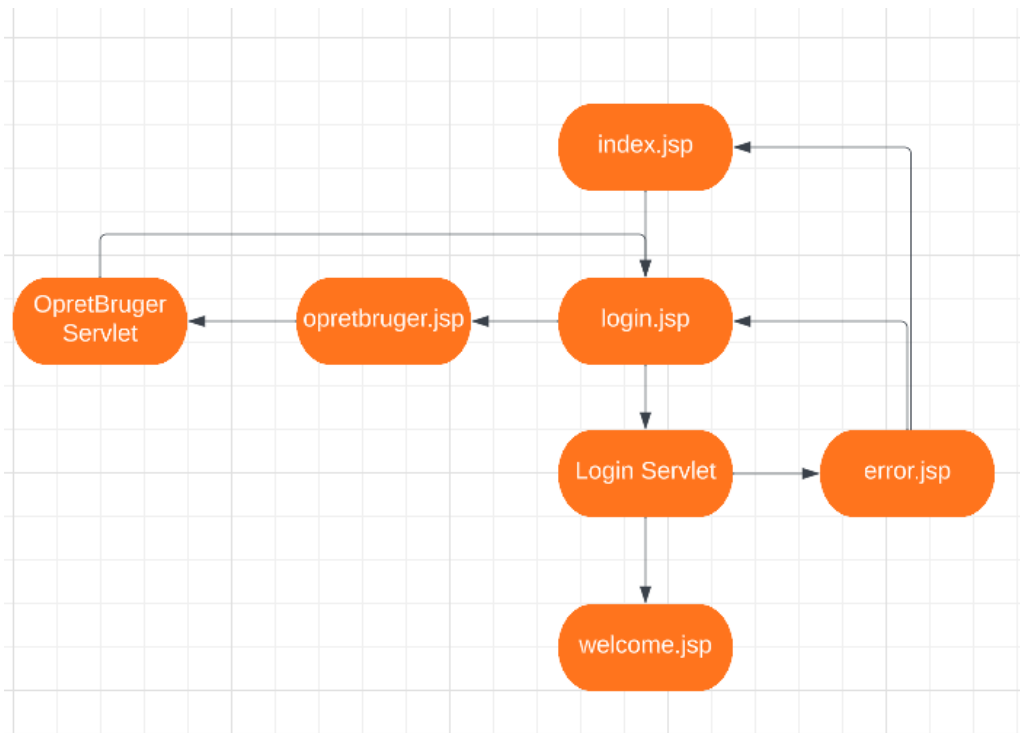 index.jsp
OpretBruger
Servlet
opretbruger.jsp
login.jsp
Login Servlet
error.jsp
welcome.jsp